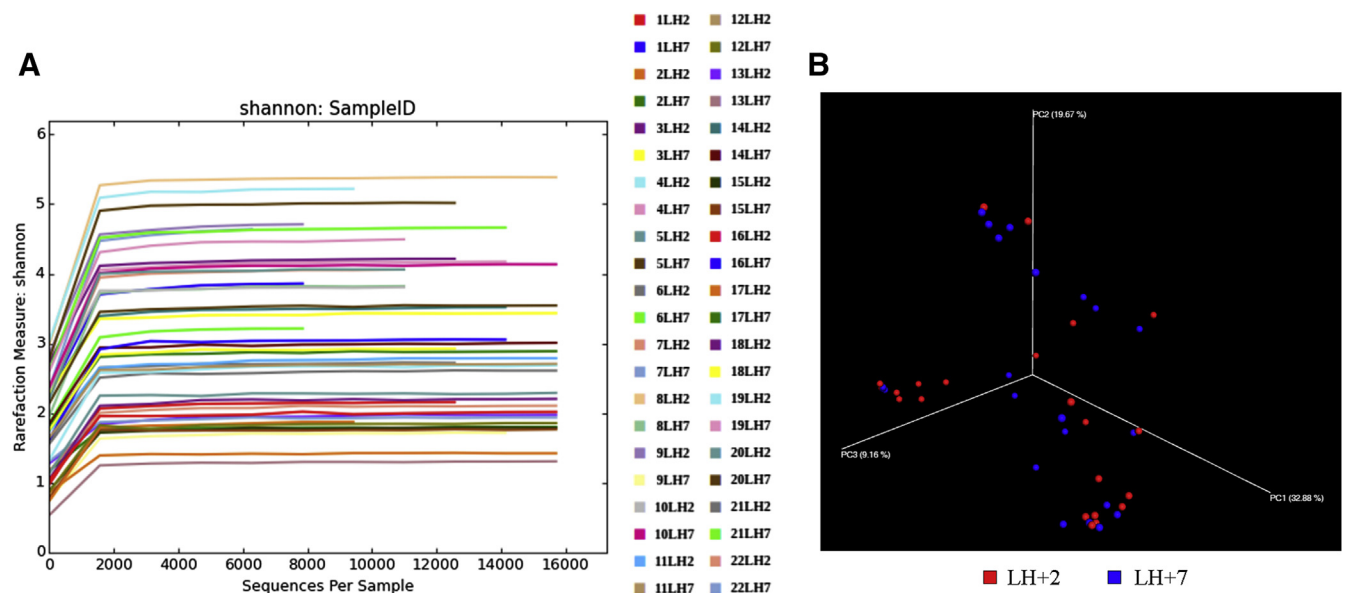 A
shannon: SampleID
Rarefaction Measure: shannon
6
5
4
3
2
1
0
0 2000 4000 6000 8000 10000 12000 14000 16000
Sequences Per Sample
1LH2 12LH2
1LH7 12LH7
2LH2 13LH2
2LH7 13LH7
3LH2 14LH2
3LH7 14LH7
4LH2 15LH2
4LH7 15LH7
5LH2 16LH2
5LH7 16LH7
6LH2 17LH2
6LH7 17LH7
7LH2 18LH2
7LH7 18LH7
8LH2 19LH2
8LH7 19LH7
9LH2 20LH2
9LH7 20LH7
10LH2 21LH2
10LH7 21LH7
11LH2 22LH2
11LH7 22LH7
B
PC2 (19.67 %)
PC3 (9.16 %)
PC1 (32.88 %)
LH+2 LH+7